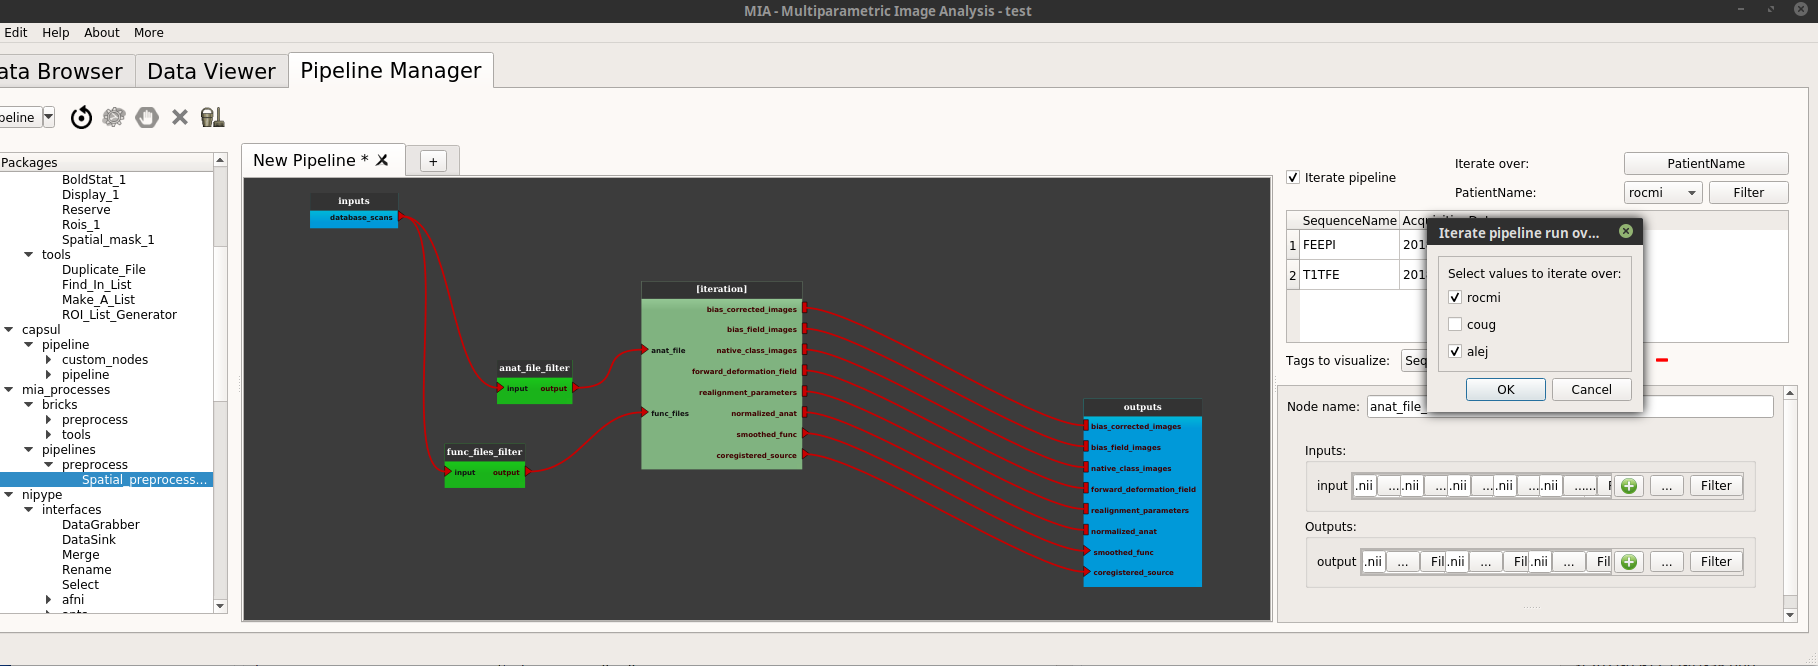 MIA - Multiparametric Image Analysis - test
Edit Help About More
ata Browser Data Viewer Pipeline Manager
peline
Packages
BoldStat_1
Display_1
Reserve
Rois_1
Spatial_mask_1
tools
Duplicate_File
Find_In_List
Make_A_List
ROI_List_Generator
capsul
pipeline
custom_nodes
pipeline
mia_processes
bricks
preprocess
tools
pipelines
preprocess
Spatial_preprocess...
nipype
interfaces
DataGrabber
DataSink
Merge
Rename
Select
afni
New Pipeline * +
inputs
database_scans
anat_file_filter
input output
func_files_filter
input output
[iteration]
bias_corrected_images
bias_field_images
anat_file native_class_images
forward_deformation_field
realignment_parameters
func_files normalized_anat
smoothed_func
coregistered_source
outputs
bias_corrected_images
bias_field_images
native_class_images
forward_deformation_field
realignment_parameters
normalized_anat
smoothed_func
coregistered_source
Iterate pipeline
Iterate over: PatientName
PatientName: rocmi Filter
SequenceName Acq
1 FEEPI 201
2 T1TFE 201
Tags to visualize: Seq
Iterate pipeline run ov...
Select values to iterate over:
rocmi
coug
alej
OK Cancel
Node name: anat_file_
Inputs:
input .nii ... .nii ... .nii ... .nii ... .nii ...... F ... Filter
Outputs:
output .nii ... Fil .nii ... Fil .nii ... Fil ... Filter